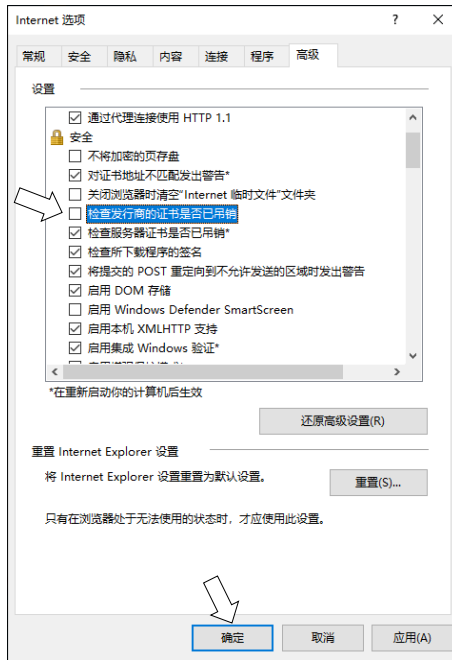 Internet 选项
常规 安全 隐私 内容 连接 程序 高级
设置
通过代理连接使用 HTTP 1.1
安全
不将加密的页存盘
对证书地址不匹配发出警告*
关闭浏览器时清空"Internet 临时文件"文件夹
检查发行商的证书是否已吊销
检查服务器证书是否已吊销*
检查所下载程序的签名
将提交的 POST 重定向到不允许发送的区域时发出警告
启用 DOM 存储
启用 Windows Defender SmartScreen
启用本机 XMLHTTP 支持
启用集成 Windows 验证*
*在重新启动你的计算机后生效
还原高级设置(R)
重置 Internet Explorer 设置
将 Internet Explorer 设置重置为默认设置。
重置(S)...
只有在浏览器处于无法使用的状态时，才应使用此设置。
确定 取消 应用(A)